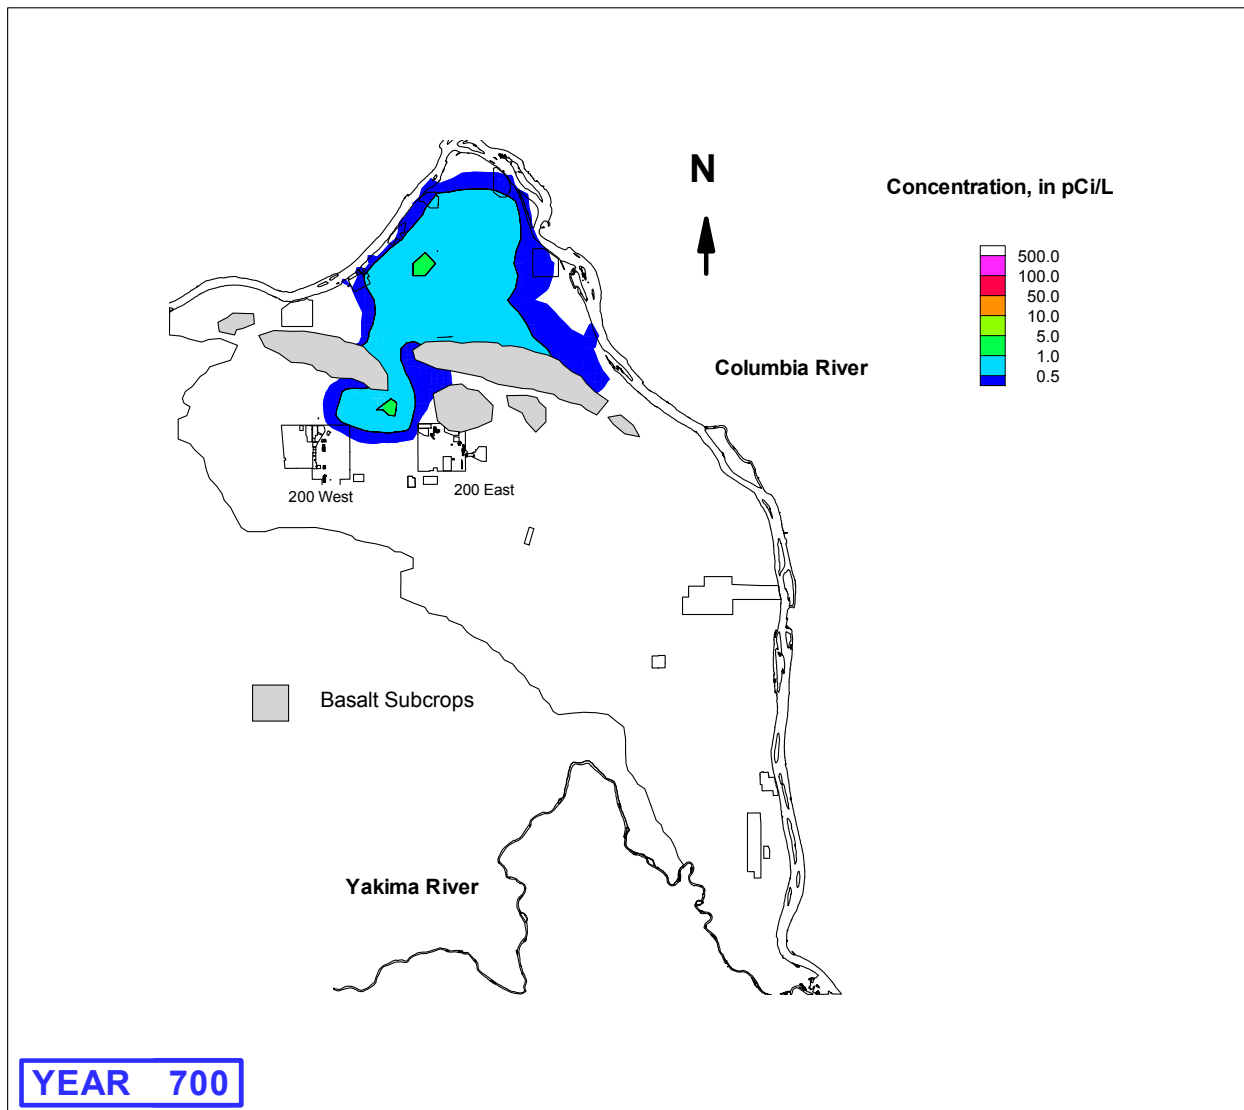 N
Concentration, in pCi/L
500.0
100.0
50.0
10.0
5.0
1.0
0.5
Columbia River
200 West
200 East
Basalt Subcrops
Yakima River
YEAR 700